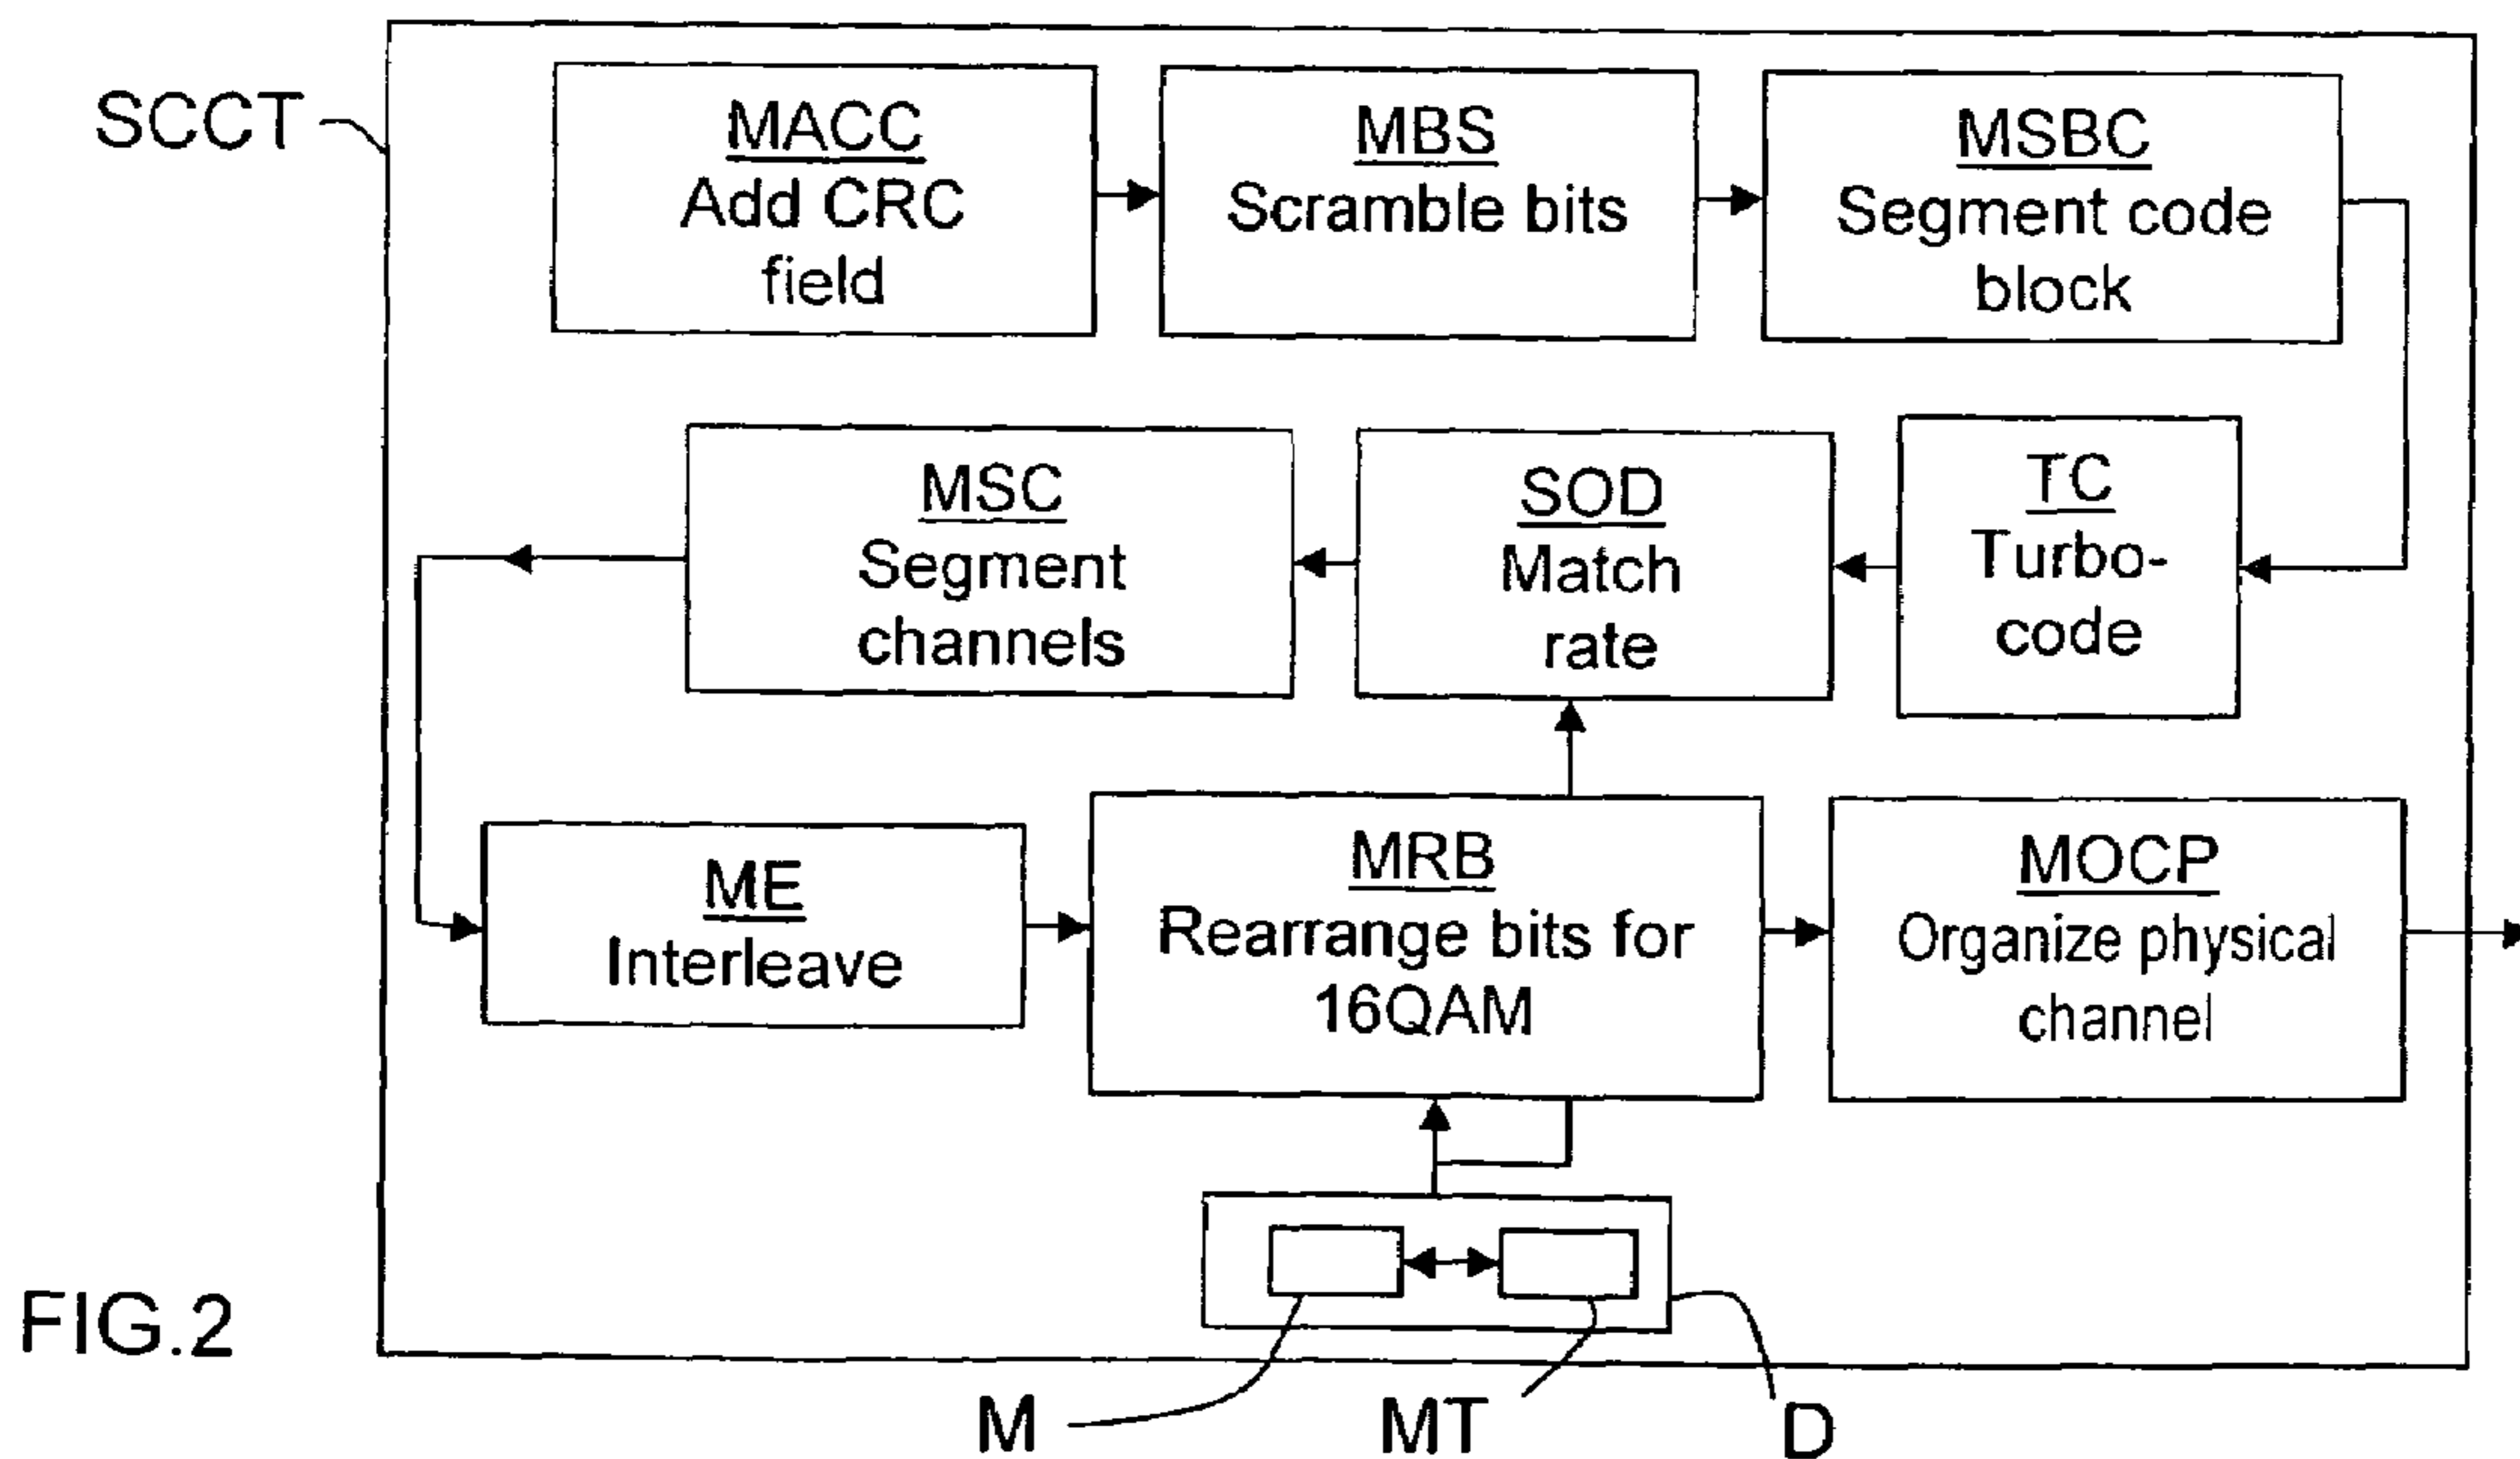 SCCT
MACC
Add CRC
field
MBS
Scramble bits
MSBC
Segment code
block
MSC
Segment
channels
SOD
Match
rate
TC
Turbo-
code
ME
Interleave
MRB
Rearrange bits for
16QAM
MOCP
Organize physical
channel
FIG.2
M
MT
D